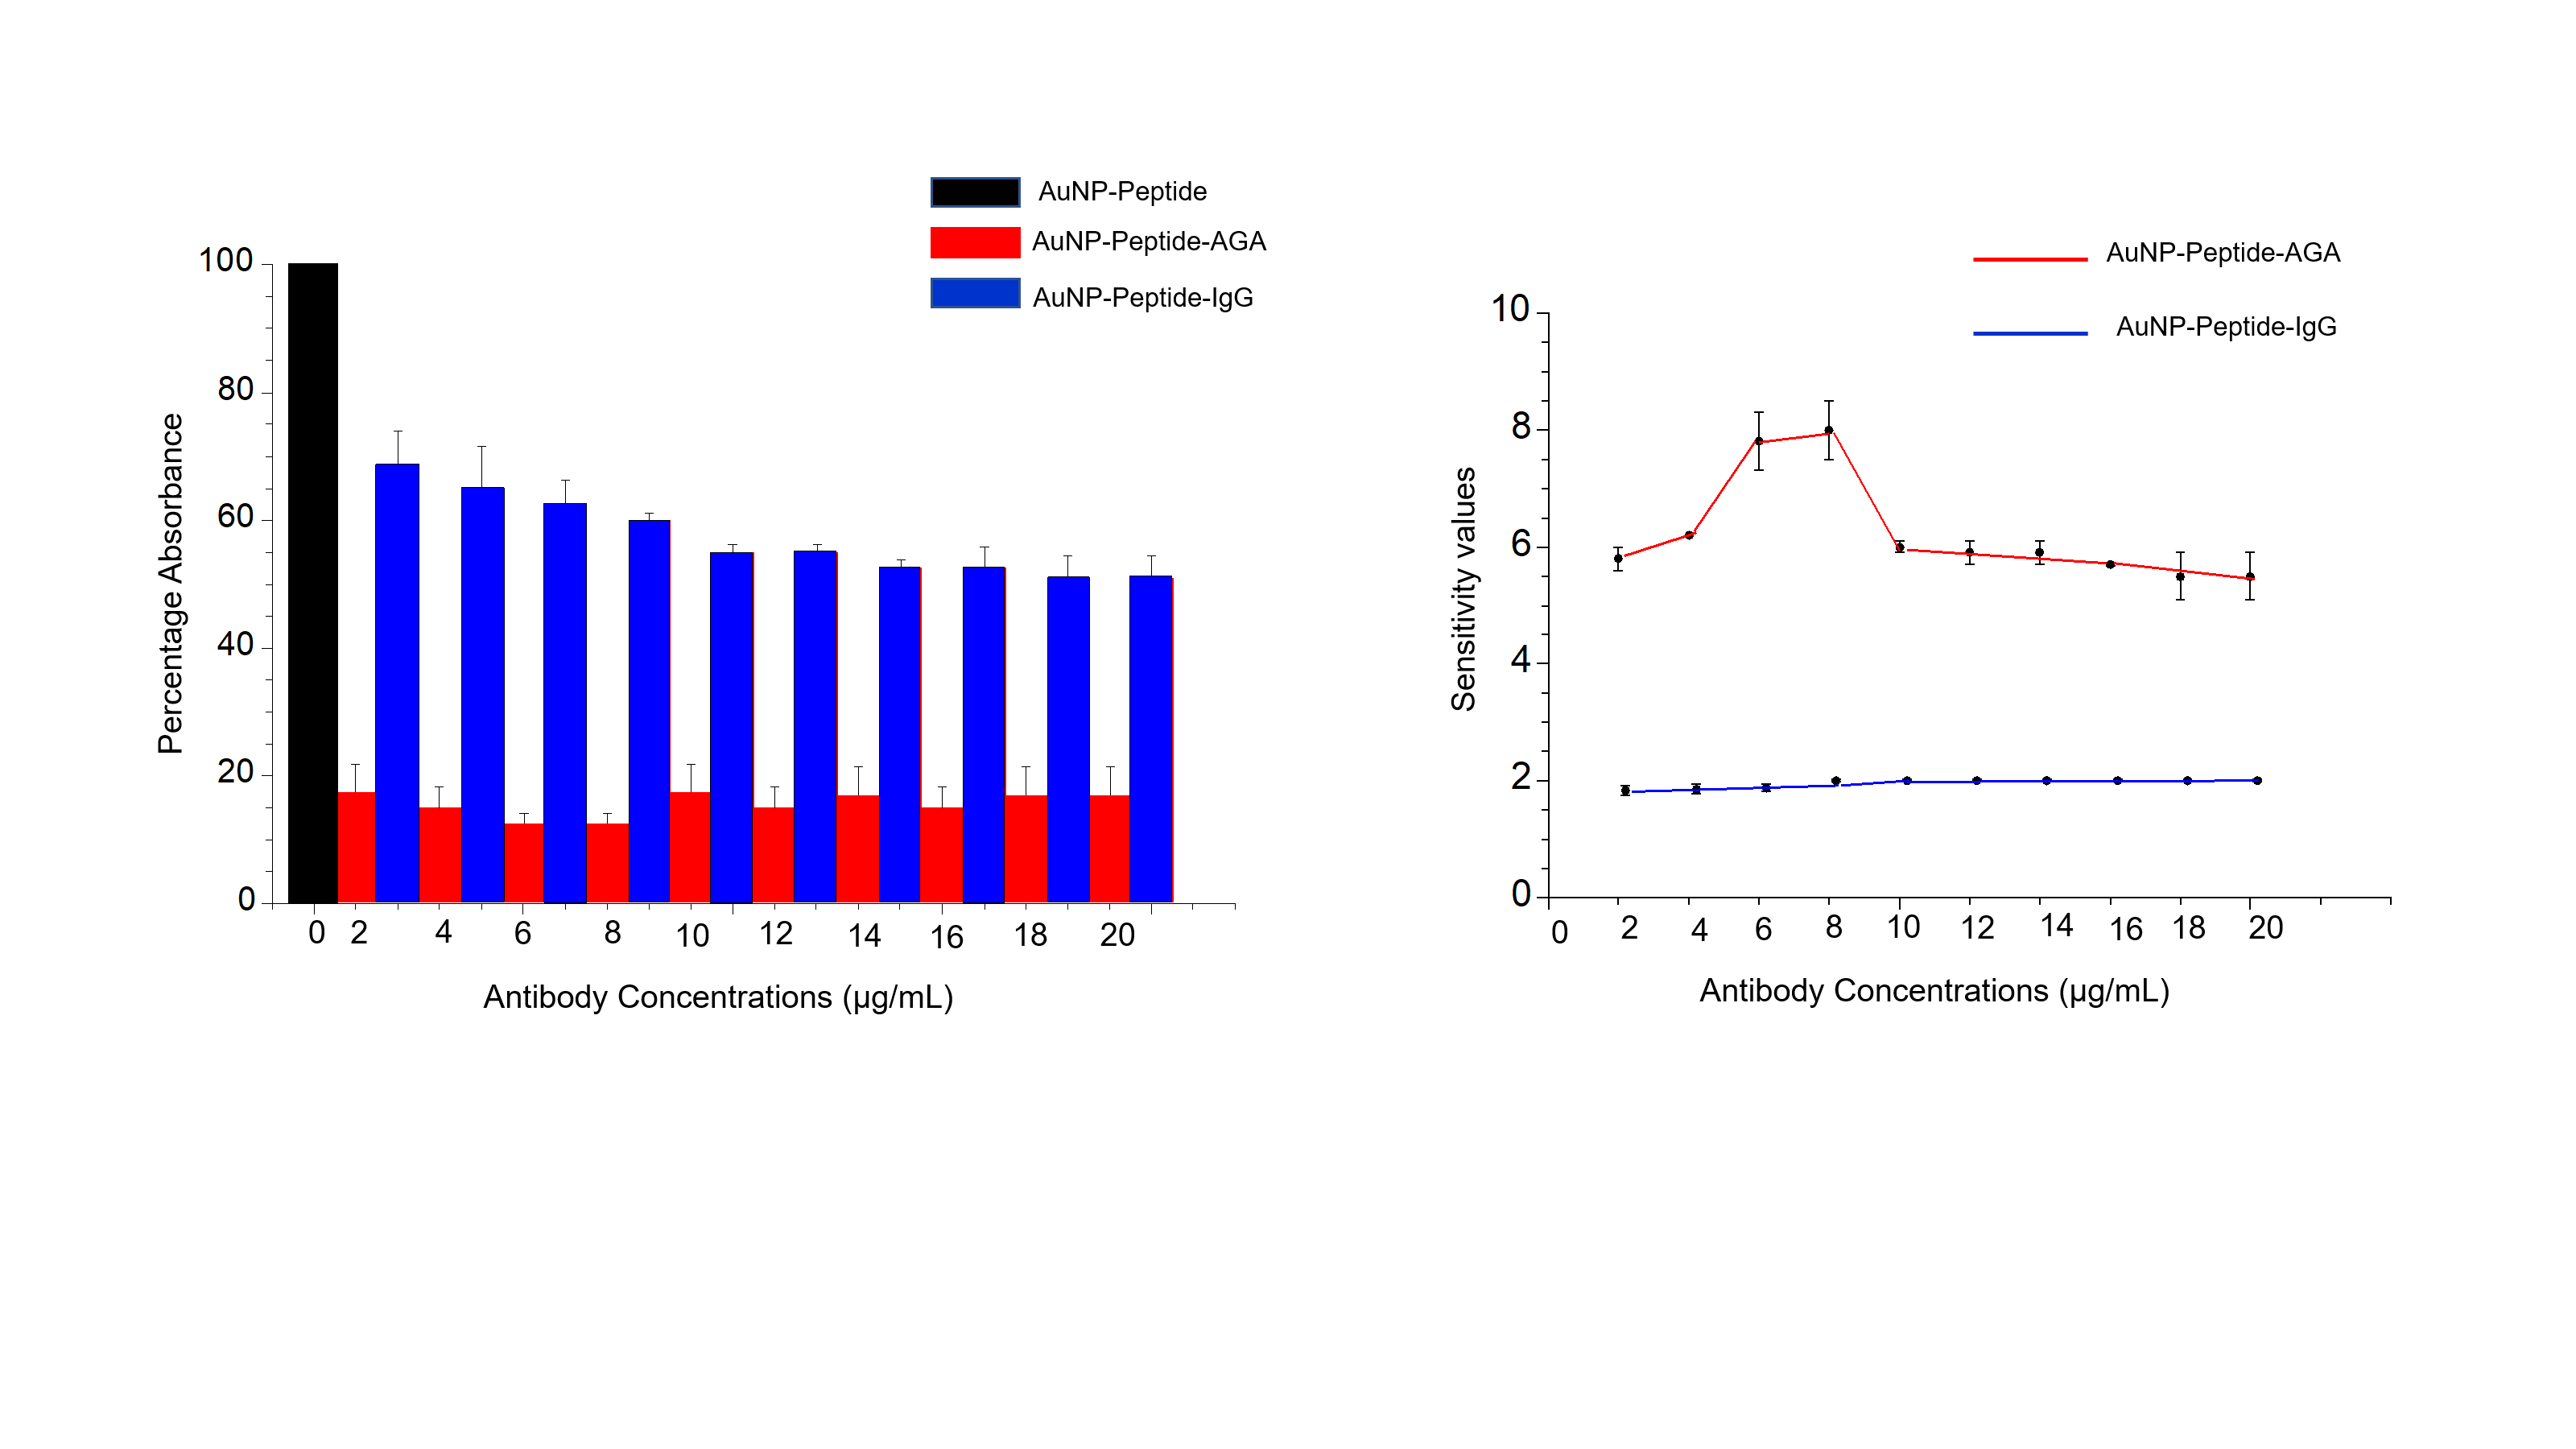 AuNP-Peptide
AuNP-Peptide-AGA
AuNP-Peptide-IgG
100
80
60
40
20
0
Percentage Absorbance
0 2 4 6 8 10 12 14 16 18 20
Antibody Concentrations (µg/mL)
AuNP-Peptide-AGA
AuNP-Peptide-IgG
10
8
6
4
2
0
Sensitivity values
0 2 4 6 8 10 12 14 16 18 20
Antibody Concentrations (µg/mL)